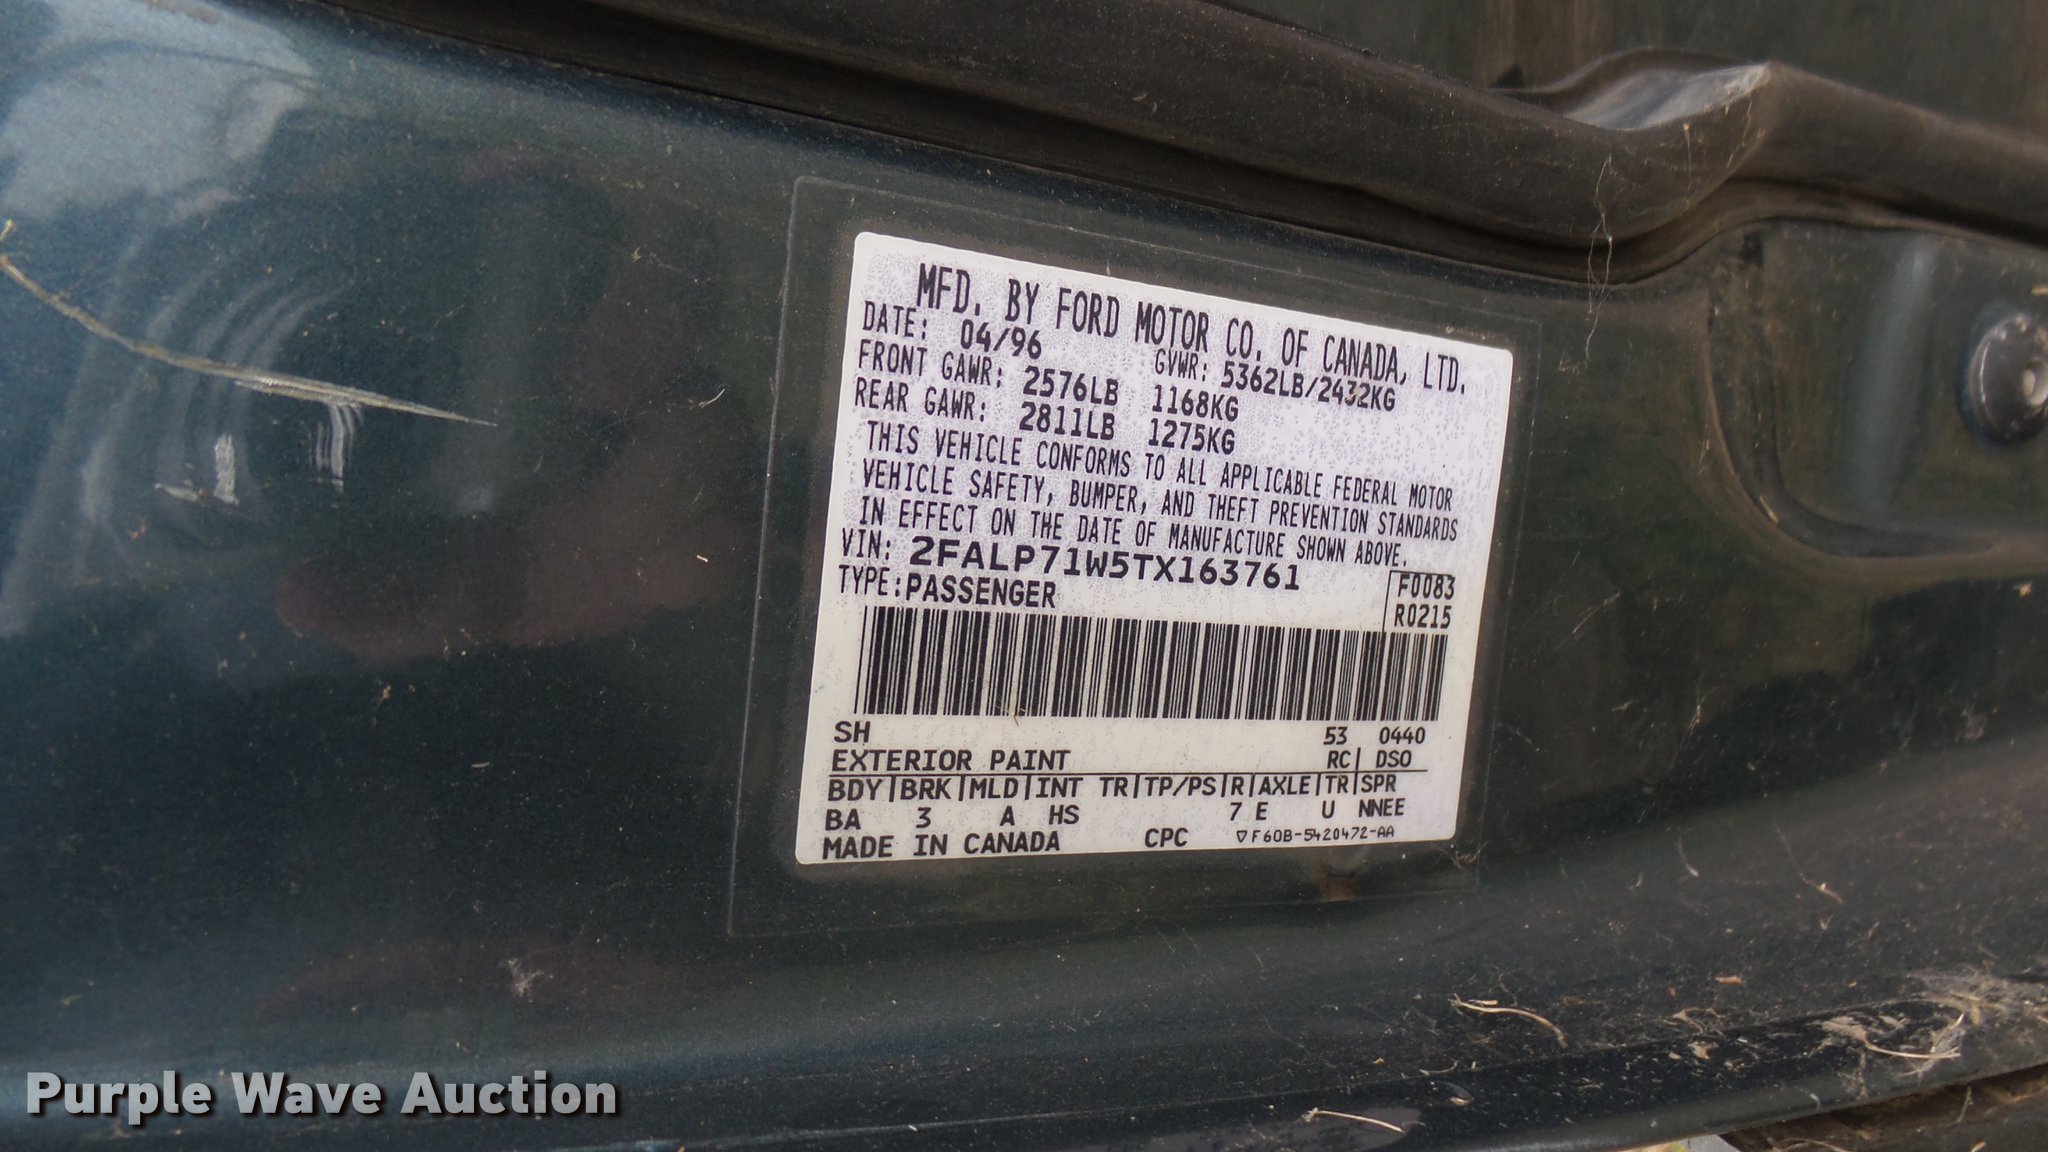 MFD. BY FORD MOTOR CO. OF CANADA, LTD.
DATE: 04/96 GVWR: 5362LB/2432KG
FRONT GAWR: 2576LB 1168KG
REAR GAWR: 2811LB 1275KG
THIS VEHICLE CONFORMS TO ALL APPLICABLE FEDERAL MOTOR
VEHICLE SAFETY, BUMPER, AND THEFT PREVENTION STANDARDS
IN EFFECT ON THE DATE OF MANUFACTURE SHOWN ABOVE.
VIN: 2FALP71W5TX163761
TYPE: PASSENGER
F0083
R0215
SH 53 0440
EXTERIOR PAINT RC| DSO
BDY|BRK|MLD|INT TR|TP/PS|R|AXLE|TR|SPR
BA 3 A HS 7 E U NNEE
MADE IN CANADA CPC ▽F60B-5420472-AA
Purple Wave Auction